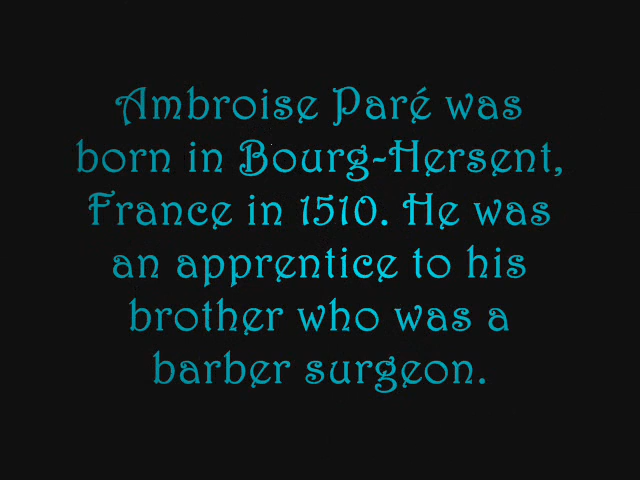 Ambroise Paré was
born in Bourg-Hersent,
France in 1510. He was
an apprentice to his
brother who was a
barber surgeon.